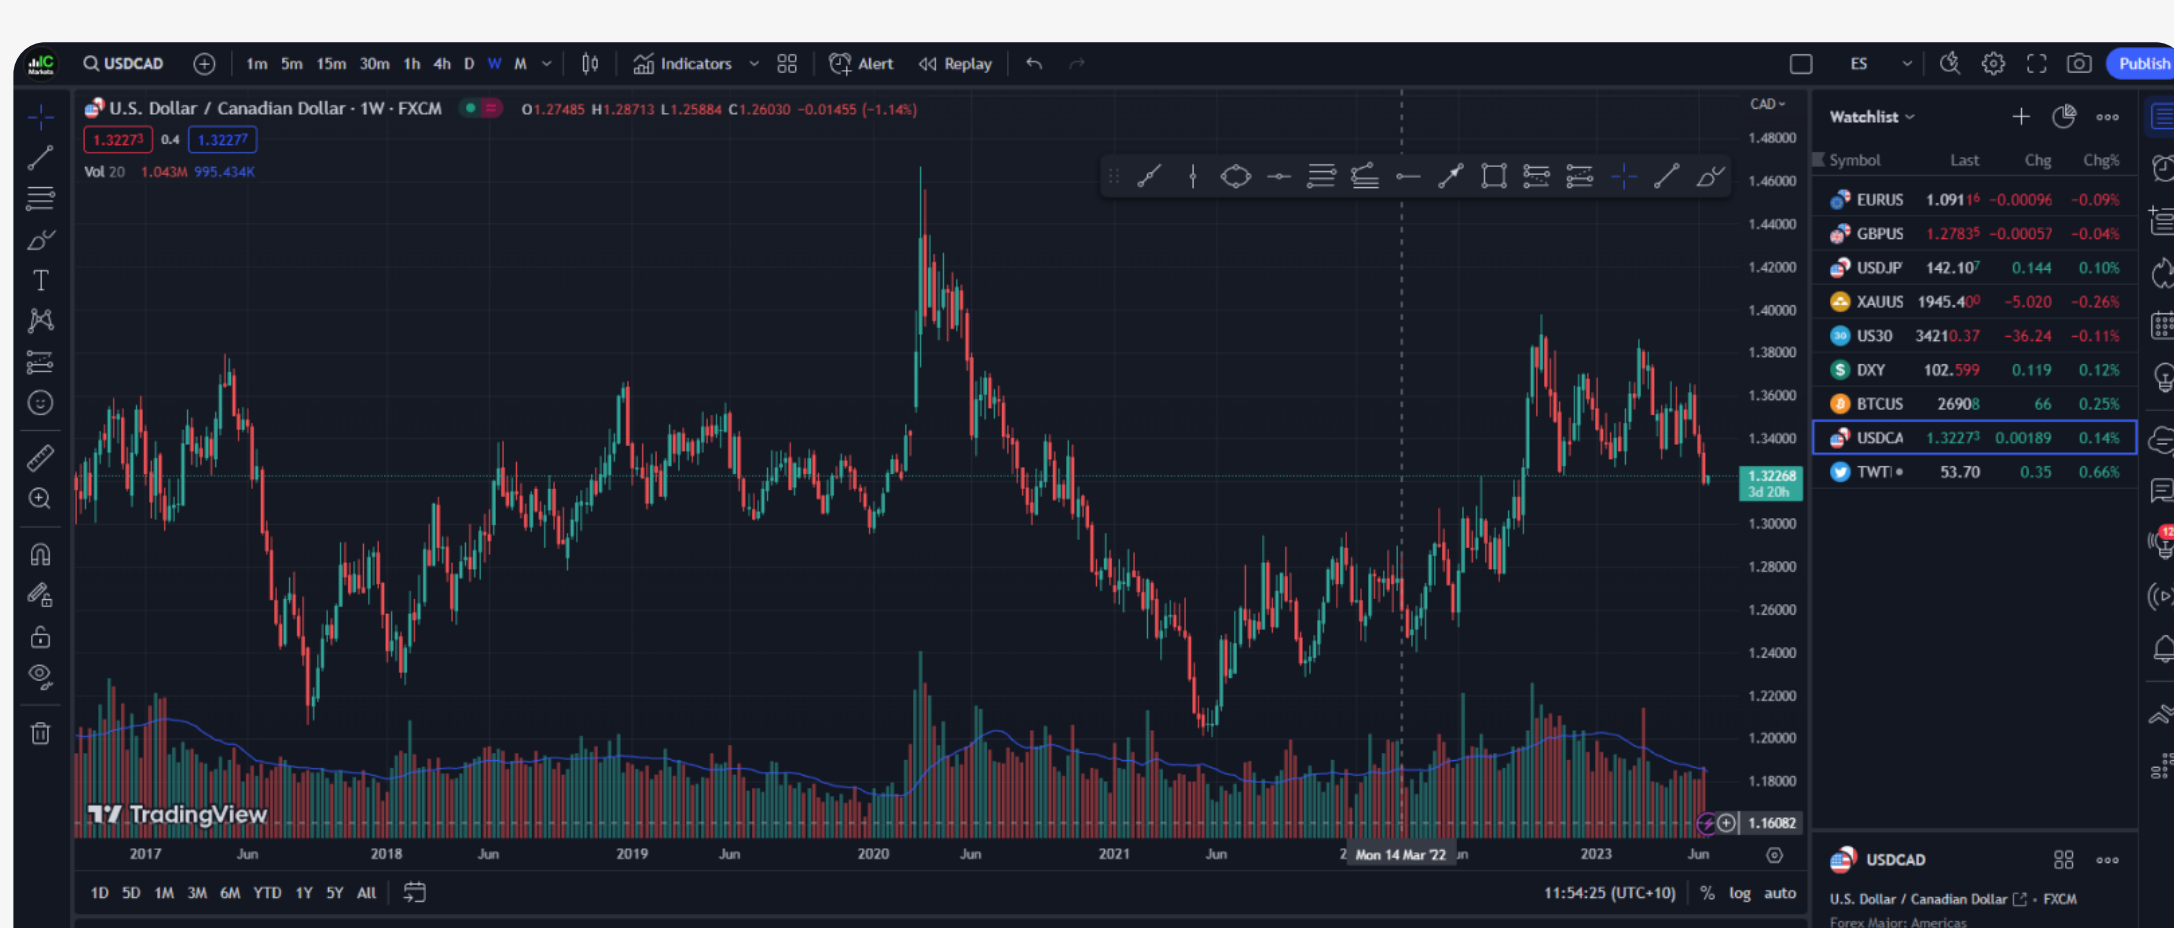 IC
Markets
USDCAD
1m 5m 15m 30m 1h 4h D W M
Indicators
Alert
Replay
ES
Publish
U.S. Dollar / Canadian Dollar · 1W · FXCM
O1.27485 H1.28713 L1.25884 C1.26030 −0.01455 (−1.14%)
1.32273 0.4 1.32277
Vol 20 1.043M 995.434K
CAD
1.48000
1.46000
1.44000
1.42000
1.40000
1.38000
1.36000
1.34000
1.32268
3d 20h
1.30000
1.28000
1.26000
1.24000
1.22000
1.20000
1.18000
1.16082
TradingView
2017 Jun 2018 Jun 2019 Jun 2020 Jun 2021 Jun 2 Mon 14 Mar '22 un 2023 Jun
1D 5D 1M 3M 6M YTD 1Y 5Y All
11:54:25 (UTC+10) % log auto
Watchlist
Symbol Last Chg Chg%
EURUS 1.09116 −0.00096 −0.09%
GBPUS 1.27835 −0.00057 −0.04%
USDJP 142.107 0.144 0.10%
XAUUS 1945.400 −5.020 −0.26%
30 US30 34210.37 −36.24 −0.11%
$ DXY 102.599 0.119 0.12%
BTCUS 26908 66 0.25%
USDCA 1.32273 0.00189 0.14%
TWT 53.70 0.35 0.66%
12
USDCAD
U.S. Dollar / Canadian Dollar · FXCM
Forex Major: Americas